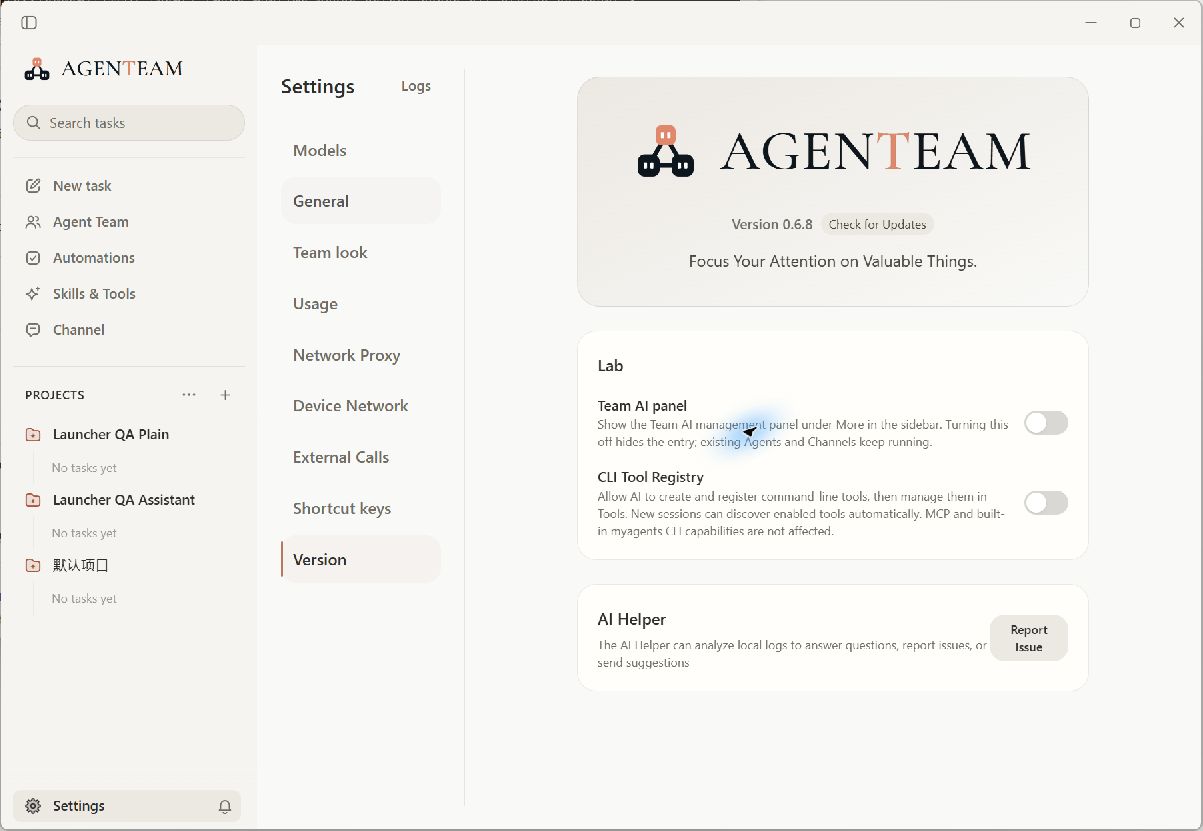 AGENTEAM
Search tasks
New task
Agent Team
Automations
Skills & Tools
Channel
PROJECTS
Launcher QA Plain
No tasks yet
Launcher QA Assistant
No tasks yet
默认项目
No tasks yet
Settings
Settings
Logs
Models
General
Team look
Usage
Network Proxy
Device Network
External Calls
Shortcut keys
Version
AGENTEAM
Version 0.6.8
Check for Updates
Focus Your Attention on Valuable Things.
Lab
Team AI panel
Show the Team AI management panel under More in the sidebar. Turning this
off hides the entry; existing Agents and Channels keep running.
CLI Tool Registry
Allow AI to create and register command-line tools, then manage them in
Tools. New sessions can discover enabled tools automatically. MCP and built-
in myagents CLI capabilities are not affected.
AI Helper
The AI Helper can analyze local logs to answer questions, report issues, or
send suggestions
Report
Issue